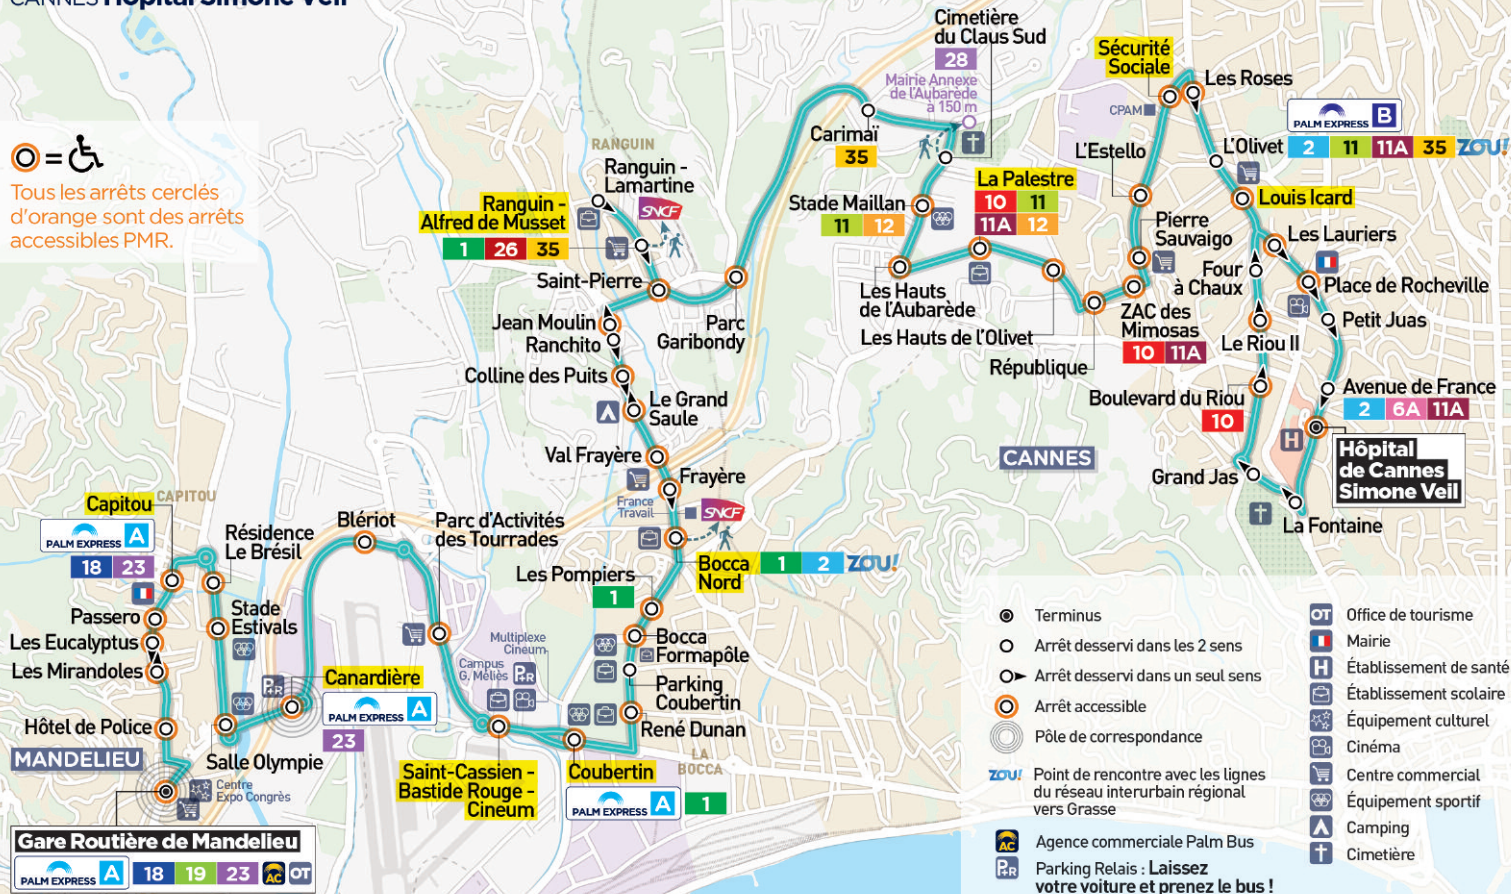 CANNES Hôpital Simone Veil
Tous les arrêts cerclés
d'orange sont des arrêts
accessibles PMR.
Cimetière
du Claus Sud
28
Mairie Annexe
de l'Aubarède
à 150 m
Carimaï
35
RANGUIN
Ranguin -
Lamartine
SNCF
Ranguin -
Alfred de Musset
1 26 35
Saint-Pierre
Jean Moulin
Ranchito
Colline des Puits
Le Grand
Saule
Val Frayère
Frayère
France
Travail
SNCF
Bocca
Nord
1 2 ZOU!
Les Pompiers
1
Bocca
Formapôle
Parking
Coubertin
René Dunan
LA
BOCCA
Parc
Garibondy
Stade Maillan
11 12
La Palestre
10 11
11A 12
Les Hauts
de l'Aubarède
Les Hauts de l'Olivet
République
ZAC des
Mimosas
10 11A
Pierre
Sauvaigo
L'Estello
CPAM
Sécurité
Sociale
Les Roses
PALM EXPRESS B
L'Olivet
2 11 11A 35 ZOU!
Louis Icard
Les Lauriers
Place de Rocheville
Petit Juas
Avenue de France
2 6A 11A
Four
à Chaux
Le Riou II
Boulevard du Riou
10
Grand Jas
La Fontaine
H
Hôpital
de Cannes
Simone Veil
CANNES
CAPITOU
Capitou
PALM EXPRESS A
18 23
Passero
Les Eucalyptus
Les Mirandoles
Hôtel de Police
MANDELIEU
Centre
Expo Congrès
Gare Routière de Mandelieu
PALM EXPRESS A 18 19 23 AC OT
Résidence
Le Brésil
Stade
Estivals
Salle Olympie
P+R
Canardière
PALM EXPRESS A
23
Blériot
Parc d'Activités
des Tourrades
Multiplexe
Cineum
Campus
G. Méliès
P+R
Saint-Cassien -
Bastide Rouge -
Cineum
Coubertin
PALM EXPRESS A 1
Terminus
Arrêt desservi dans les 2 sens
Arrêt desservi dans un seul sens
Arrêt accessible
Pôle de correspondance
ZOU! Point de rencontre avec les lignes
du réseau interurbain régional
vers Grasse
AC Agence commerciale Palm Bus
P+R Parking Relais : Laissez
votre voiture et prenez le bus !
OT Office de tourisme
Mairie
H Établissement de santé
Établissement scolaire
Équipement culturel
Cinéma
Centre commercial
Équipement sportif
Camping
Cimetière